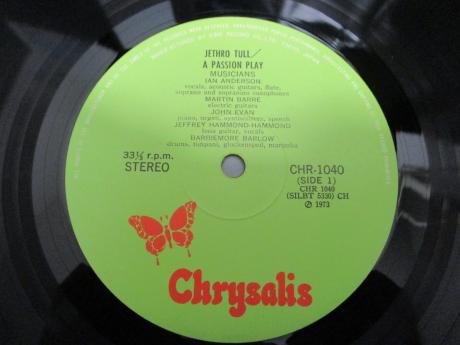 JETHRO TULL/
A PASSION PLAY
MUSICIANS
IAN ANDERSON:
vocals, acoustic guitars, flute,
soprano and sopranino saxophones
MARTIN BARRE
electric guitars
JOHN EVAN
piano, organ, synthesizers, speech
JEFFREY HAMMOND-HAMMOND
bass guitar, vocals
BARRIEMORE BARLOW
drums, timpani, glockenspiel, marimba
33⅓ r.p.m.
STEREO
CHR-1040
(SIDE 1)
CHR 1040
(SILBT 5330) CH
℗ 1973
Chrysalis